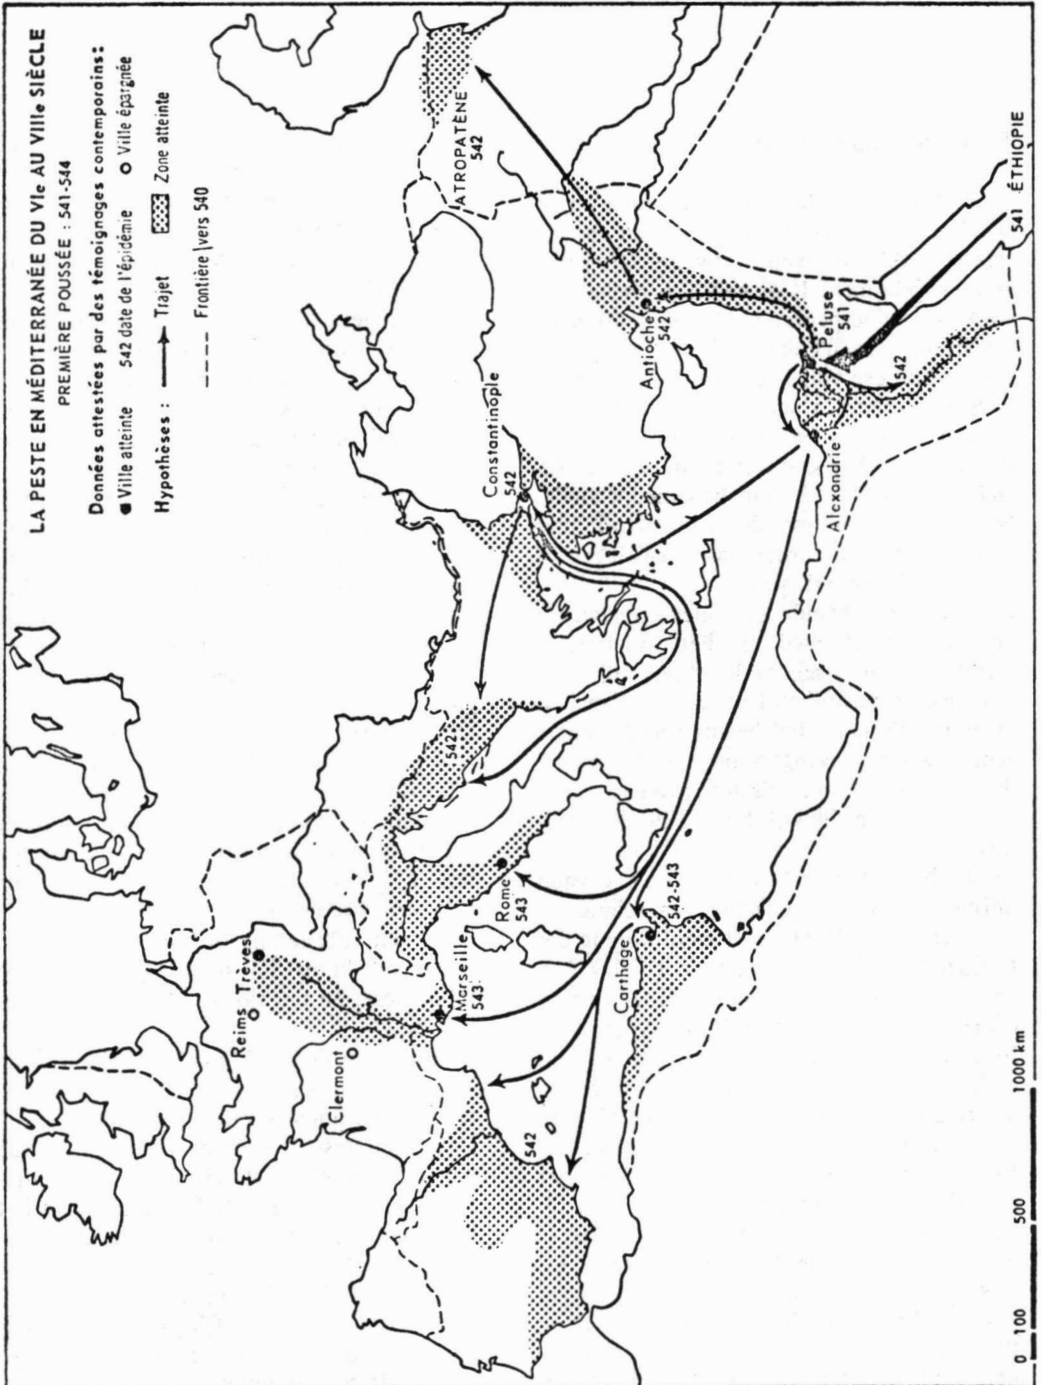 LA PESTE EN MÉDITERRANÉE DU VIe AU VIIIe SIÈCLE
PREMIÈRE POUSSÉE : 541-544
Données attestées par des témoignages contemporains :
Ville atteinte 542 date de l'épidémie Ville épargnée
Hypothèses : Trajet Zone atteinte
Frontière vers 540
Reims
Trèves
Clermont
Marseille
543
Rome
543
542
542
Constantinople
542
ATROPATÈNE
542
Antioche
542
Carthage
542-543
Alexandrie
Peluse
541
542
541 ÉTHIOPIE
0 100 500 1000 km